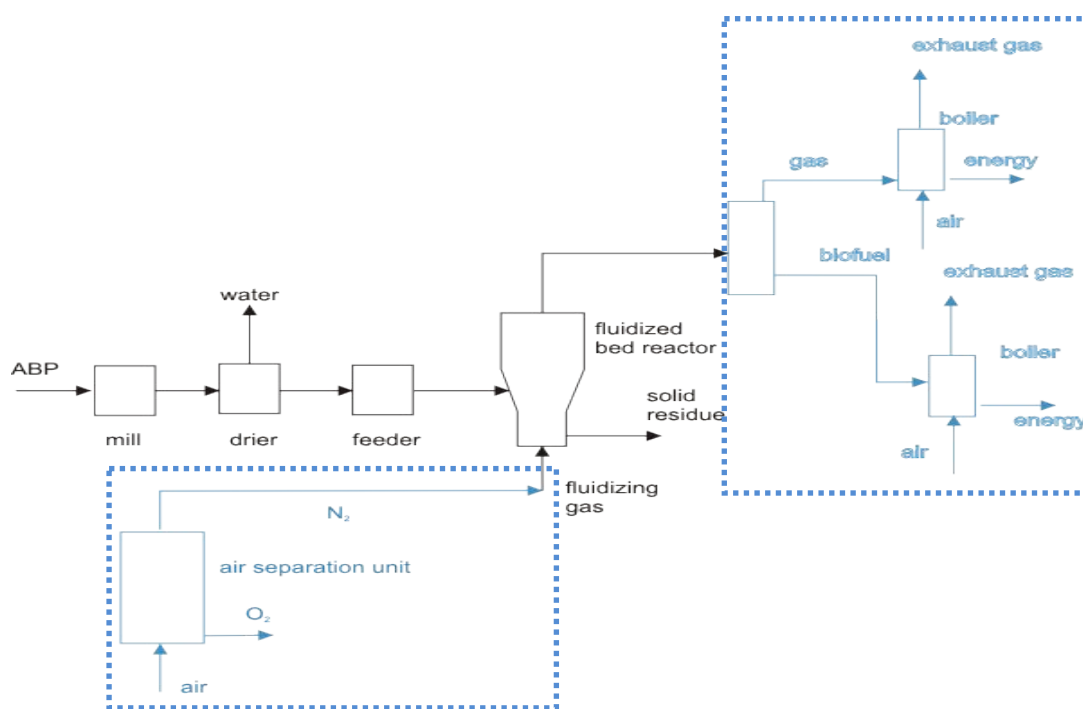 exhaust gas
boiler
gas
energy
air
biofuel
exhaust gas
water
fluidized
bed reactor
boiler
ABP
solid
residue
energy
mill
drier
feeder
air
fluidizing
gas
N₂
air separation unit
O₂
air